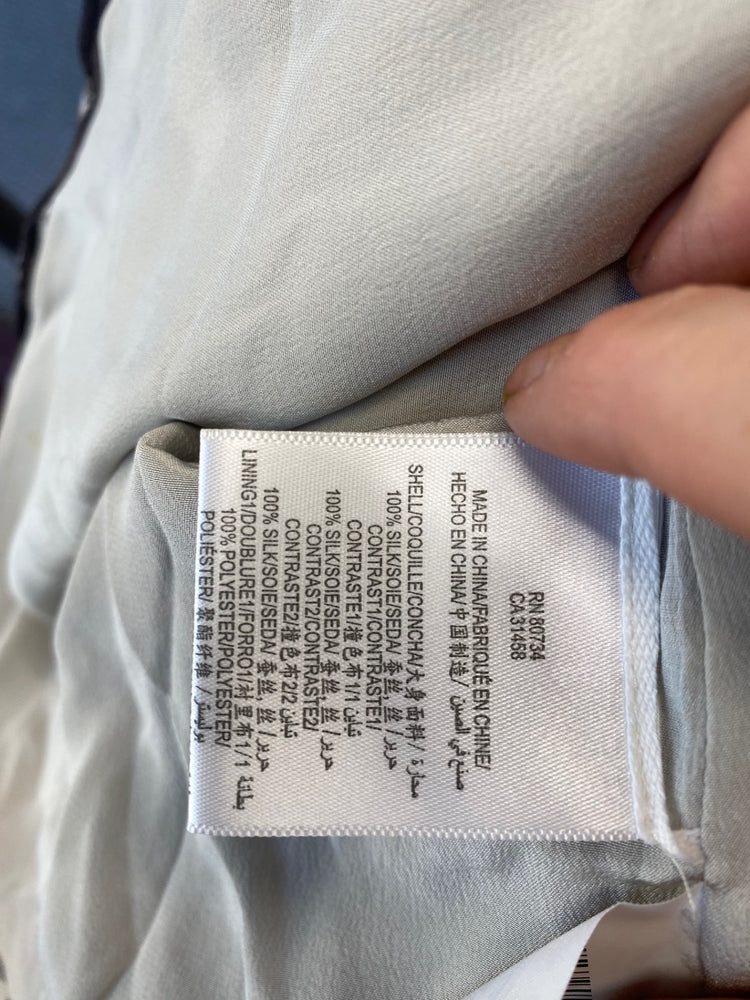 RN 80734
CA 31458
MADE IN CHINA/FABRIQUÉ EN CHINE/
HECHO EN CHINA/ 中国制造 / صنع في الصين
SHELL/COQUILLE/CONCHA/大身面料/ محارة
100% SILK/SOIE/SEDA/ 蚕丝, 丝 / حرير
CONTRAST1/CONTRASTE1/
CONTRASTE1/撞色布1/1 تباين
100% SILK/SOIE/SEDA/ 蚕丝, 丝 / حرير
CONTRAST2/CONTRASTE2/
CONTRASTE2/撞色布2/2 تباين
100% SILK/SOIE/SEDA/ 蚕丝, 丝 / حرير
LINING1/DOUBLURE1/FORRO1/衬里布1/1 بطانة
100% POLYESTER/POLYESTER/
POLIÉSTER/ 聚酯纤维 / بوليستر